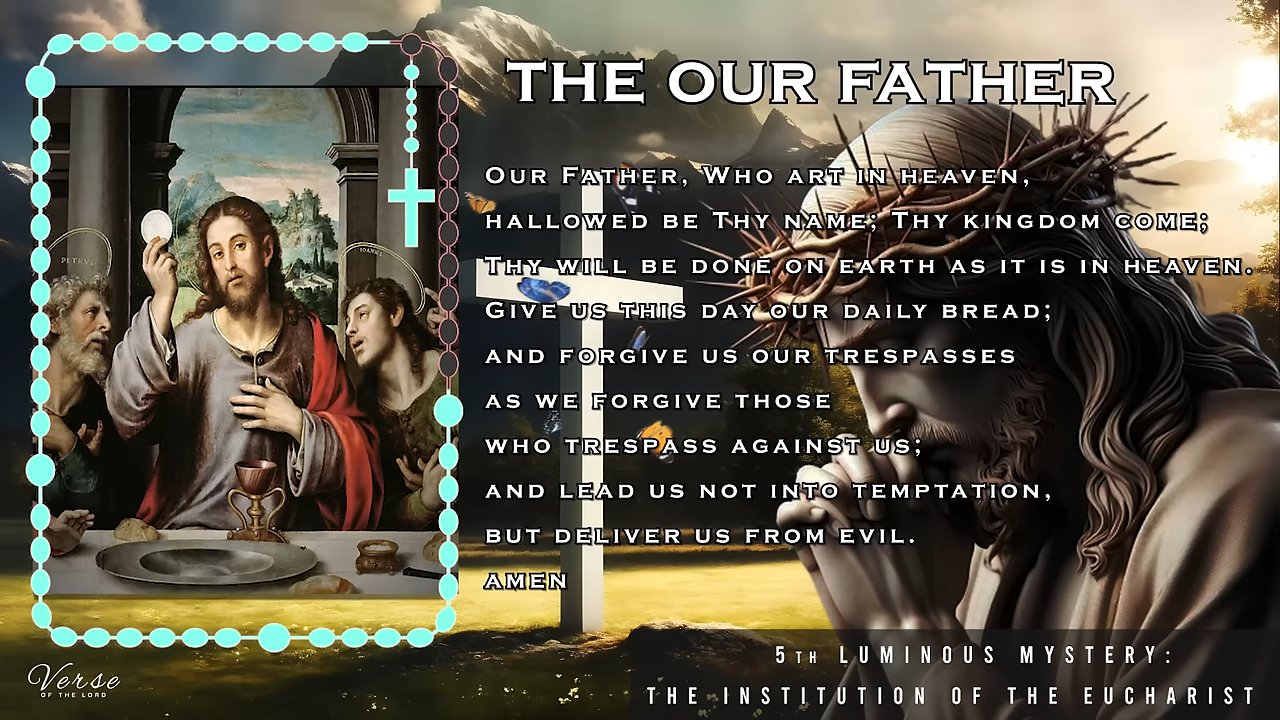 THE OUR FATHER
OUR FATHER, WHO ART IN HEAVEN,
HALLOWED BE THY NAME; THY KINGDOM COME;
THY WILL BE DONE ON EARTH AS IT IS IN HEAVEN.
GIVE US THIS DAY OUR DAILY BREAD;
AND FORGIVE US OUR TRESPASSES
AS WE FORGIVE THOSE
WHO TRESPASS AGAINST US;
AND LEAD US NOT INTO TEMPTATION,
BUT DELIVER US FROM EVIL.
AMEN
PETRVS
IOANNES
5TH LUMINOUS MYSTERY:
THE INSTITUTION OF THE EUCHARIST
Verse
OF THE LORD